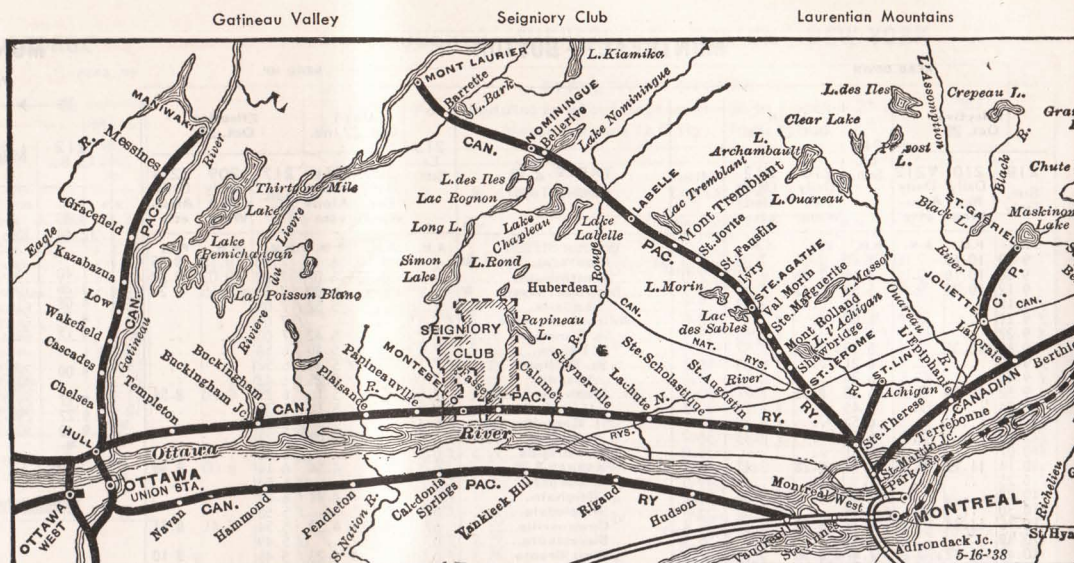 Gatineau Valley
Seigniory Club
Laurentian Mountains
MONT LAURIER
Barrette
L. Bark
L. Kiamika
NOMININGUE
Bellerive
Lake Nominingue
L. des Iles
Crepeau L.
L'Assomption
River
Clear Lake
L.
Archambault
L. Ouareau
L.
Black R.
Black L.
ST. GABRIEL
Chute
Lake
MANIWAKI
Messines
River
R.
Eagle
Gracefield
Kazabazua
Low
Wakefield
Cascades
Chelsea
HULL
CAN. PAC.
Gatineau
Thirtyone Mile
Lake
Lake
Pemichangan
Lac Poisson Blanc
Riviere du Lievre
CAN.
PAC.
L. des Iles
Lac Rognon
Long L.
Simon
Lake
Lake
Chapleau
Lake
Labelle
L. Rond
Rouge
R.
Huberdeau
Papineau
L.
SEIGNIORY
CLUB
LABELLE
Lac Tremblant
Mont Tremblant
St. Jovite
St. Faustin
Ivry
STE. AGATHE
Val Morin
Ste. Marguerite
L. Masson
Mont Rolland
L. l'Achigan
Shawbridge
ST. JEROME
L. Morin
Lac
des Sables
CAN.
NAT.
RYS.
River
Ouareau
R.
L'Epiphanie
JOLIETTE
C. P.
CAN.
Lanoraie
Berthie
ST. LIN
Achigan
R.
CANADIAN
Terrebonne
Ste. Therese
St. Martin Jc.
Park Ave.
Templeton
Buckingham Jc.
Buckingham
Plaisance
Papineauville
R.
MONTEBELLO
Calumet
Staynerville
Lachute
Ste. Scholastique
St. Augustin
N.
RYS.
CAN.
PAC.
RY.
RY.
Ottawa
River
OTTAWA
UNION STA.
OTTAWA
WEST
Navan
CAN.
Hammond
Pendleton
S. Nation R.
Caledonia
Springs
PAC.
Vankleek Hill
Rigaud
RY
Hudson
Vaudreuil
Ste. Annes
Montreal West
MONTREAL
Adirondack Jc.
5-16-'38
Richelieu
St. Hya